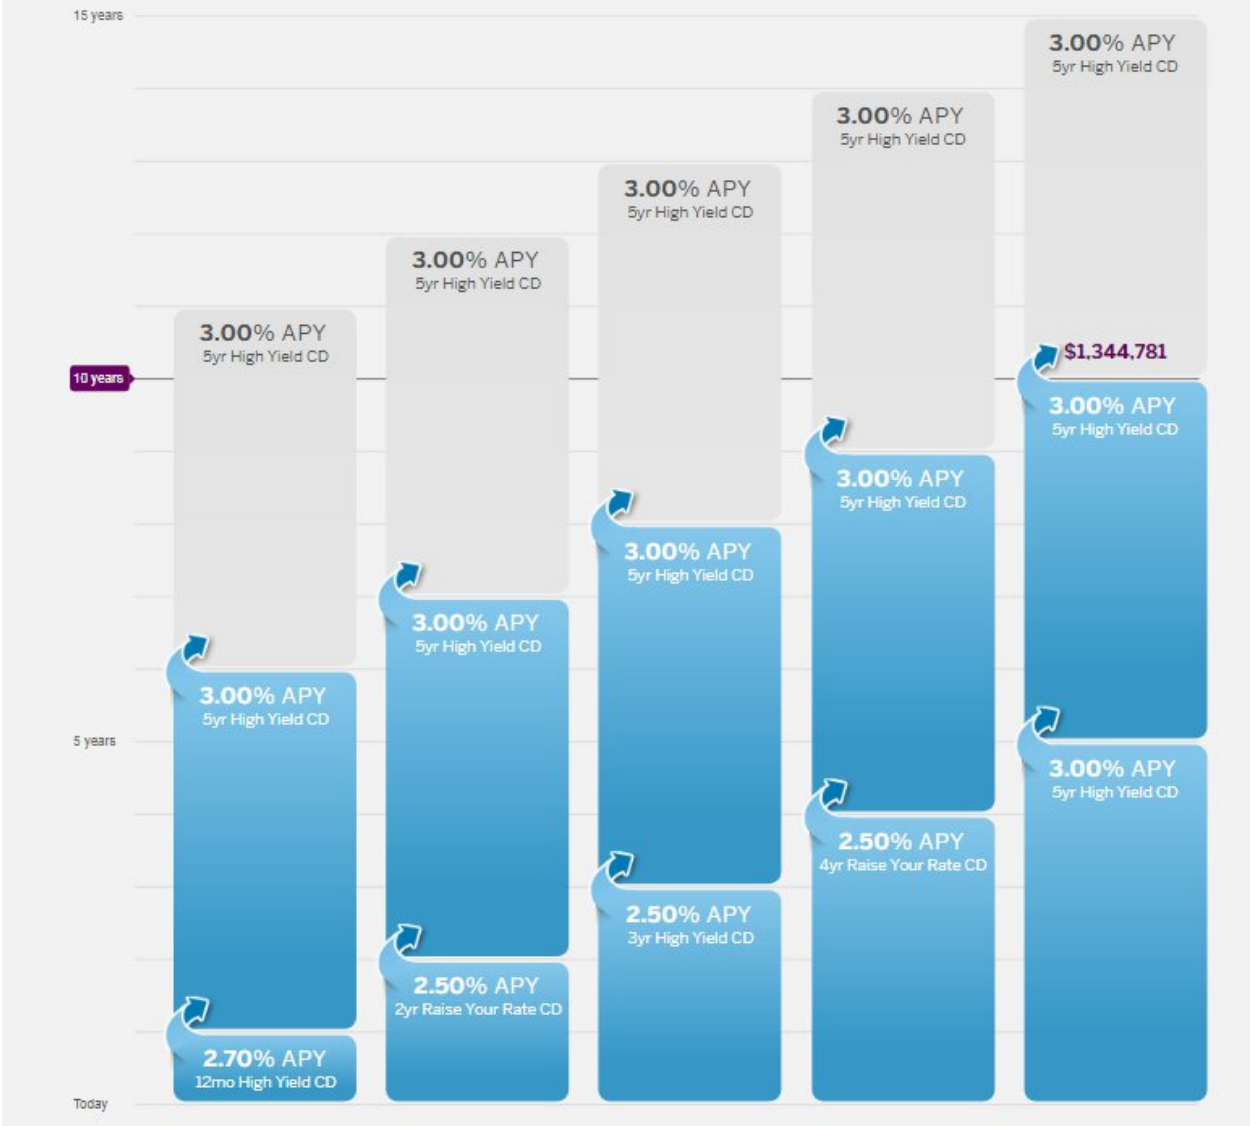 15 years
3.00% APY
5yr High Yield CD
3.00% APY
5yr High Yield CD
3.00% APY
5yr High Yield CD
3.00% APY
5yr High Yield CD
3.00% APY
5yr High Yield CD
$1,344,781
10 years
3.00% APY
5yr High Yield CD
3.00% APY
5yr High Yield CD
3.00% APY
5yr High Yield CD
3.00% APY
5yr High Yield CD
3.00% APY
5yr High Yield CD
5 years
3.00% APY
5yr High Yield CD
2.50% APY
4yr Raise Your Rate CD
2.50% APY
3yr High Yield CD
2.50% APY
2yr Raise Your Rate CD
2.70% APY
12mo High Yield CD
Today